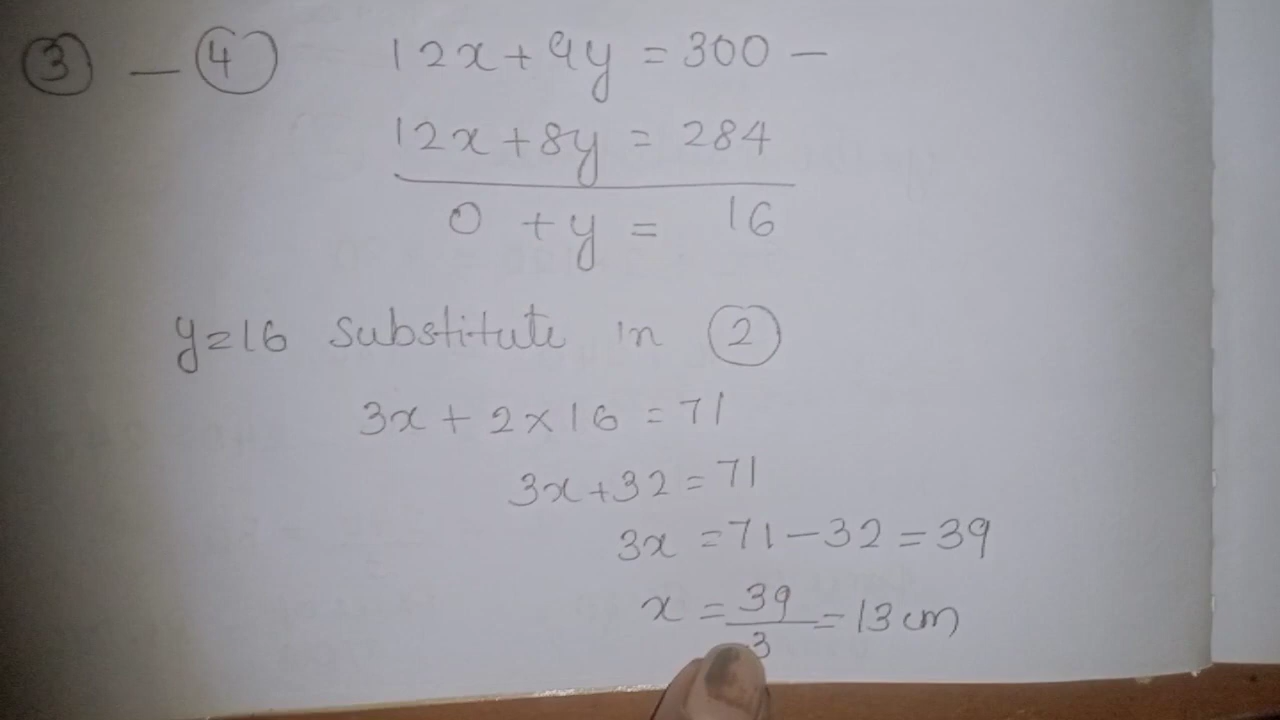 ③ - ④ 12x + 9y = 300 -
12x + 8y = 284
0 + y = 16
y=16 substitute in ②
3x + 2×16 = 71
3x+32 = 71
3x = 71-32 = 39
x = 39/3 = 13 cm